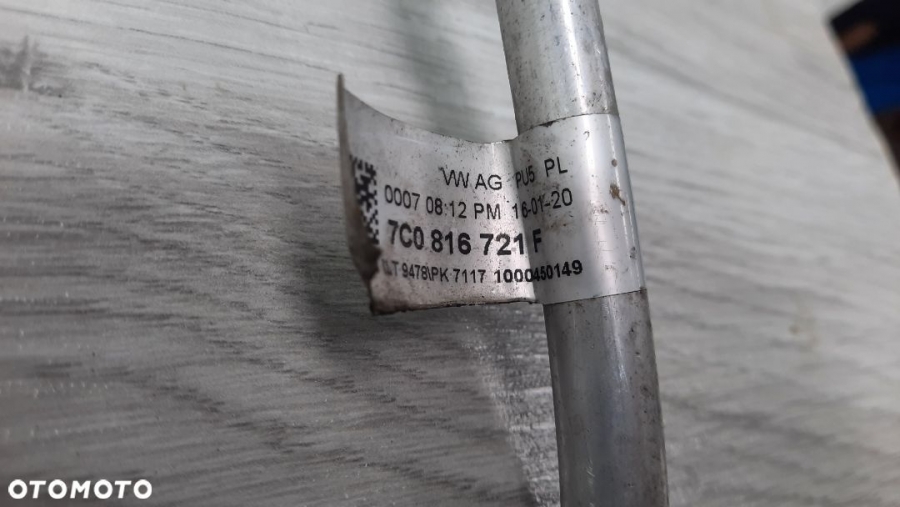 VW AG PU5 PL
0007 08:12 PM 16-01-20
7C0 816 721 F
9478\PK 7117 1000450149
OTOMOTO